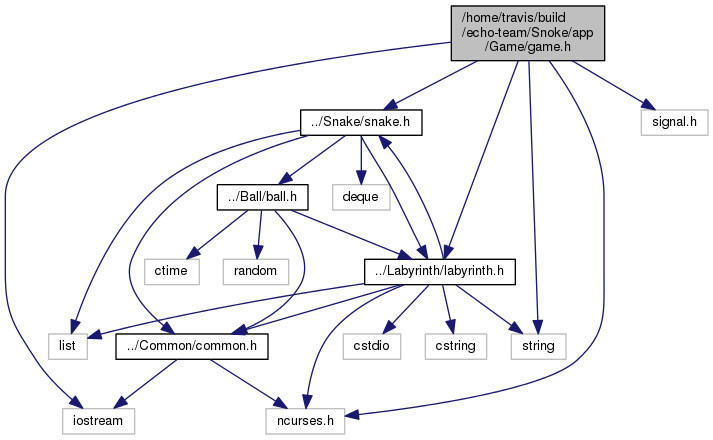 /home/travis/build
/echo-team/Snoke/app
/Game/game.h
../Snake/snake.h
signal.h
../Ball/ball.h
deque
ctime
random
../Labyrinth/labyrinth.h
list
../Common/common.h
cstdio
cstring
string
iostream
ncurses.h